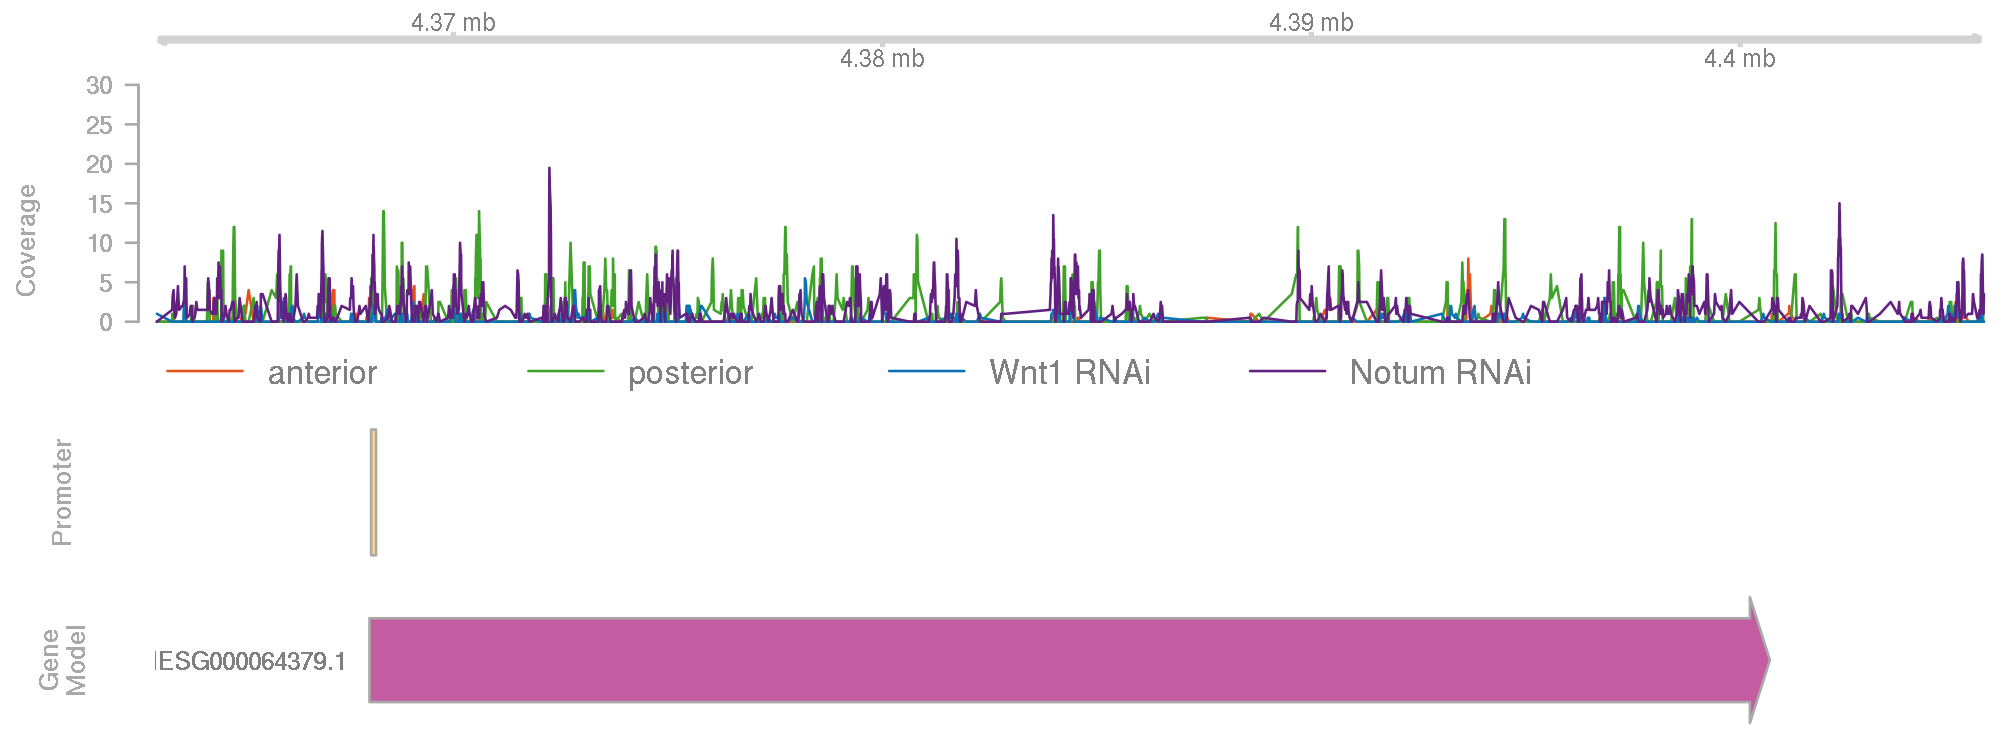 4.37 mb
4.39 mb
4.38 mb
4.4 mb
Coverage
30
25
20
15
10
5
0
anterior
posterior
Wnt1 RNAi
Notum RNAi
Promoter
Gene
Model
ESG000064379.1